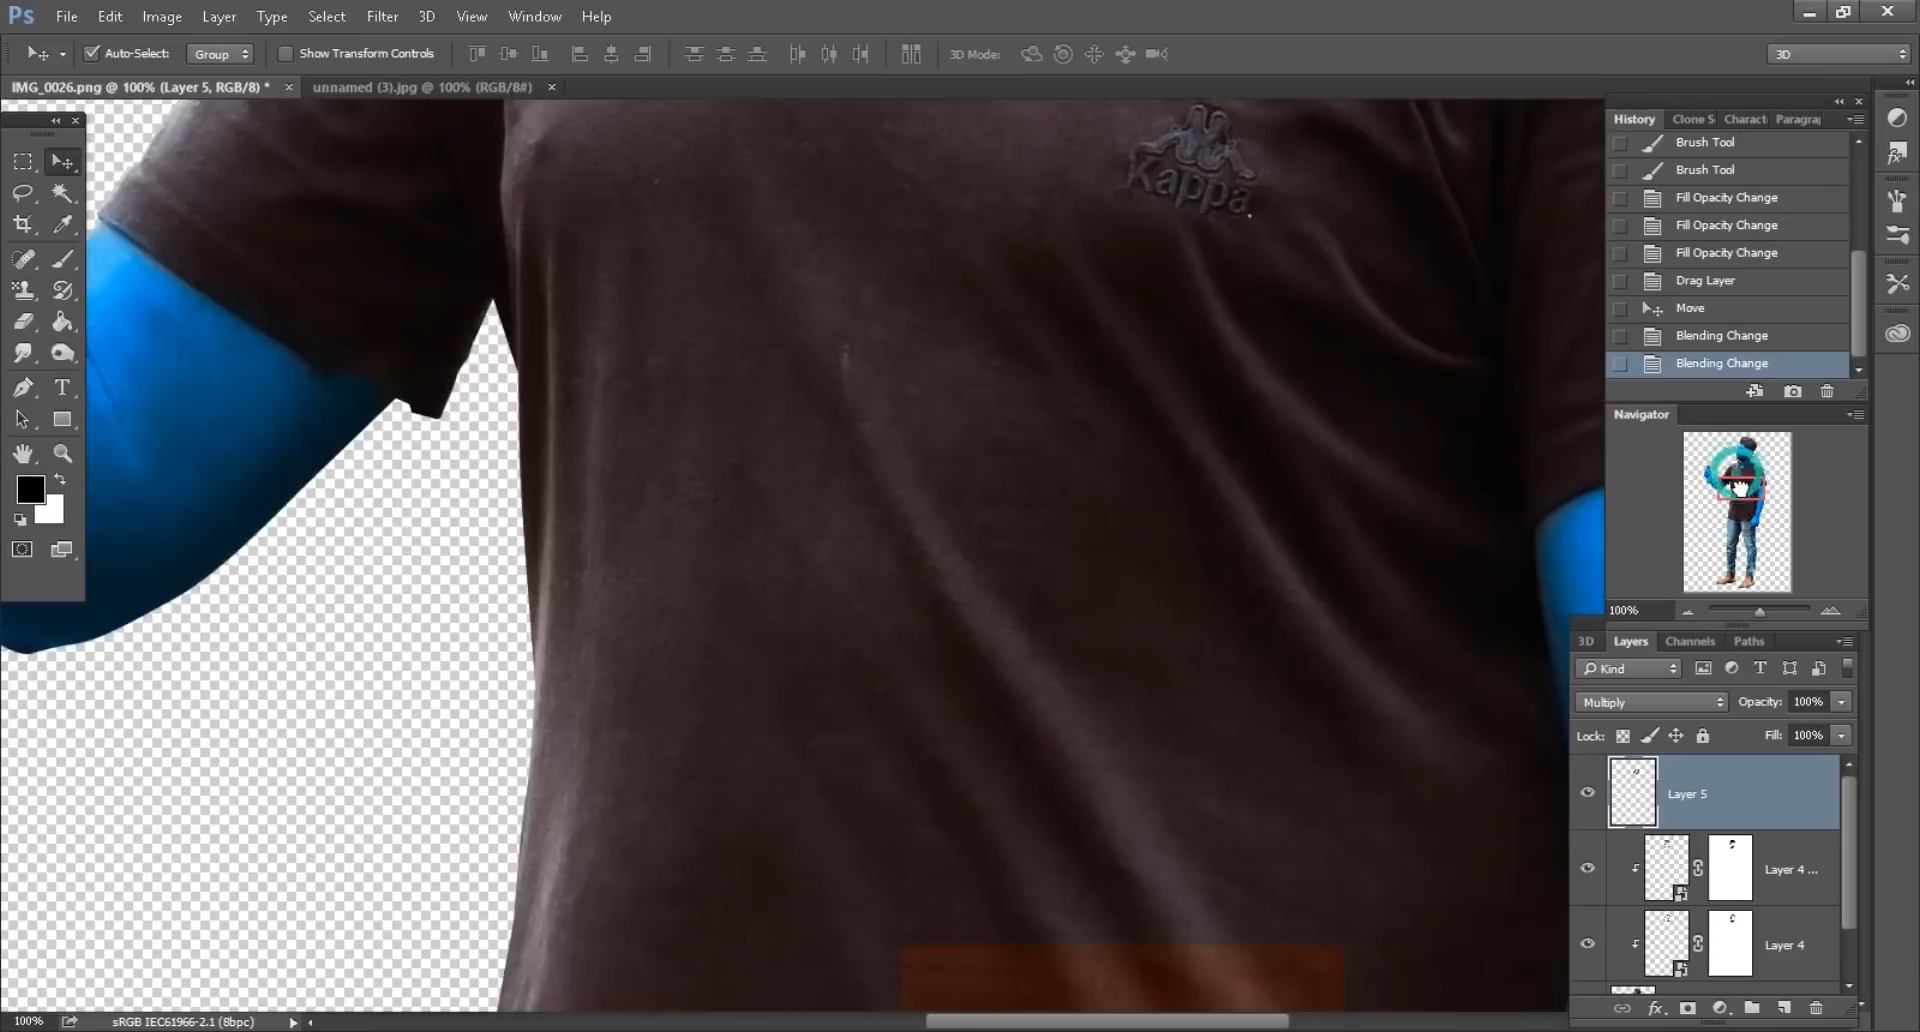 Ps File Edit Image Layer Type Select Filter 3D View Window Help
Auto-Select: Group Show Transform Controls 3D Mode: 3D
IMG_0026.png @ 100% (Layer 5, RGB/8) * unnamed (3).jpg @ 100% (RGB/8#)
History Clone S Charact Paragra
Brush Tool
Brush Tool
Fill Opacity Change
Fill Opacity Change
Fill Opacity Change
Drag Layer
Move
Blending Change
Blending Change
Kappa
Navigator
100%
3D Layers Channels Paths
Kind
Multiply Opacity: 100%
Lock: Fill: 100%
Layer 5
Layer 4 ...
Layer 4
100% sRGB IEC61966-2.1 (8bpc)